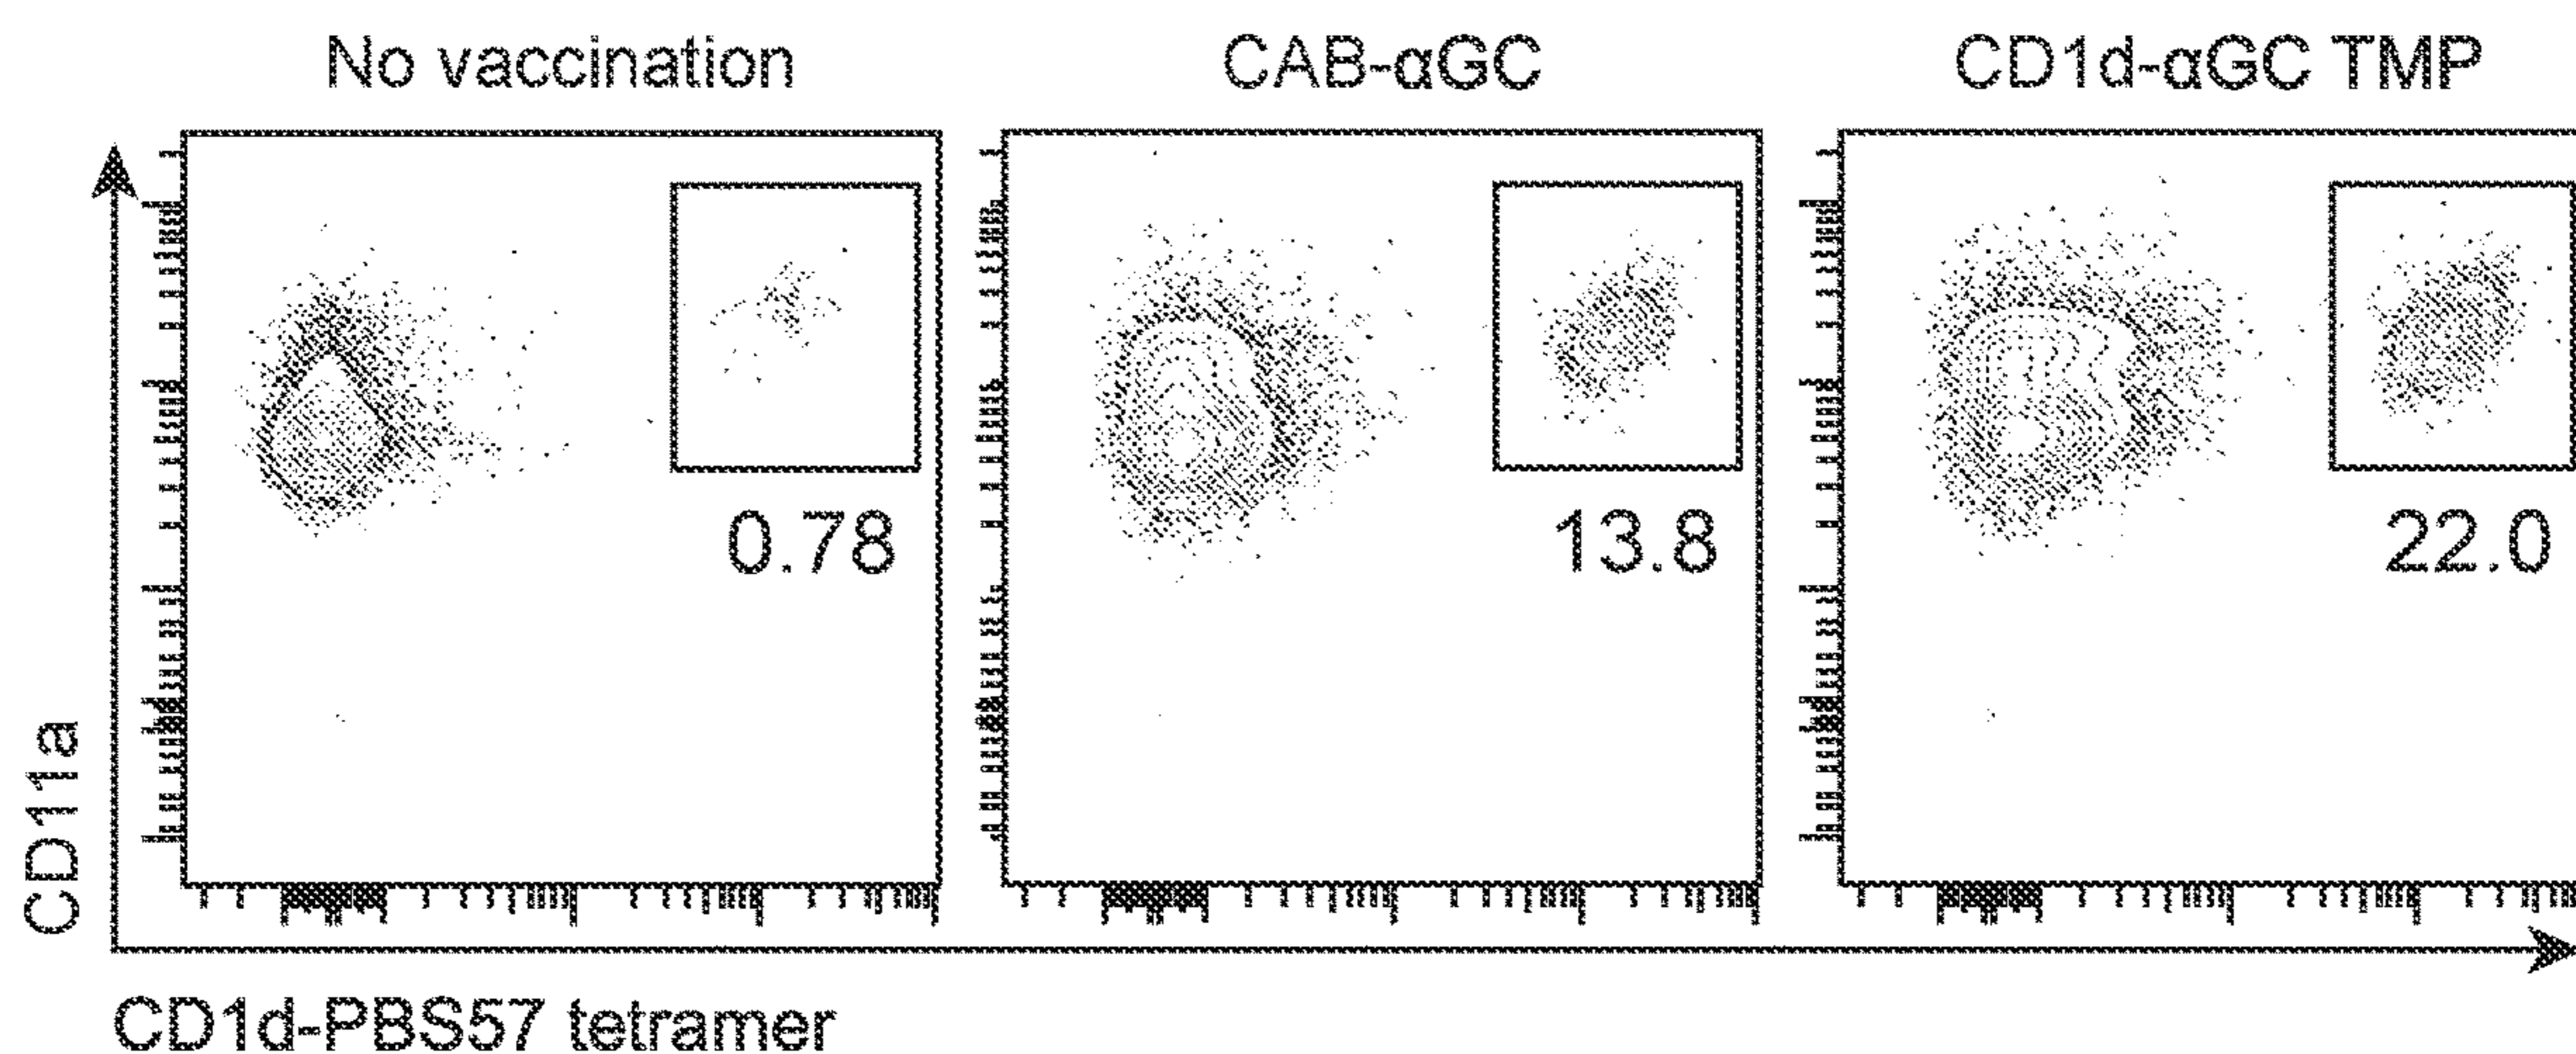 No vaccination
CAB-αGC
CD1d-αGC TMP
0.78
13.8
22.0
CD11a
CD1d-PBS57 tetramer